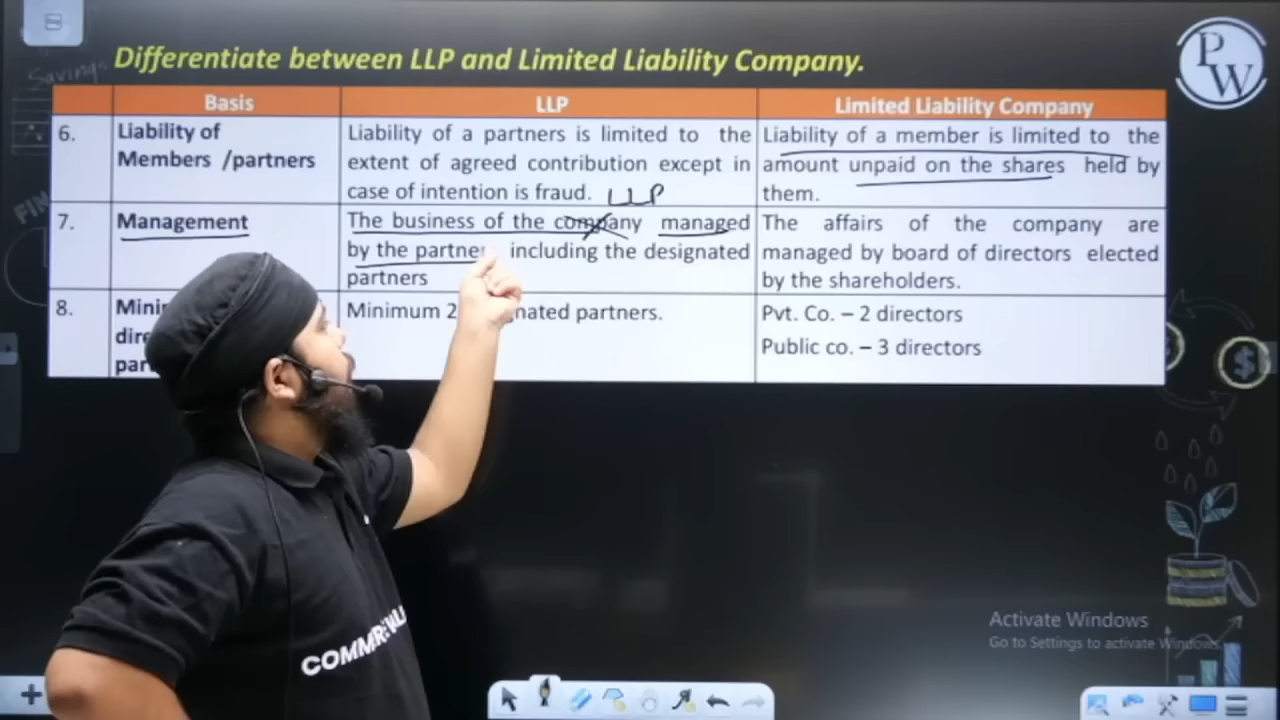 Savings
Differentiate between LLP and Limited Liability Company.
PW
Basis
LLP
Limited Liability Company
6.
Liability of
Members /partners
Liability of a partners is limited to the
extent of agreed contribution except in
case of intention is fraud. LLP
Liability of a member is limited to the
amount unpaid on the shares held by
them.
7.
Management
The business of the company managed
by the partne
including the designated
partners
The affairs of the company are
managed by board of directors elected
by the shareholders.
8.
Minimum 2
nated partners.
Pvt. Co. – 2 directors
Public co. – 3 directors
FIN
Activate Windows
Go to Settings to activate Windows.